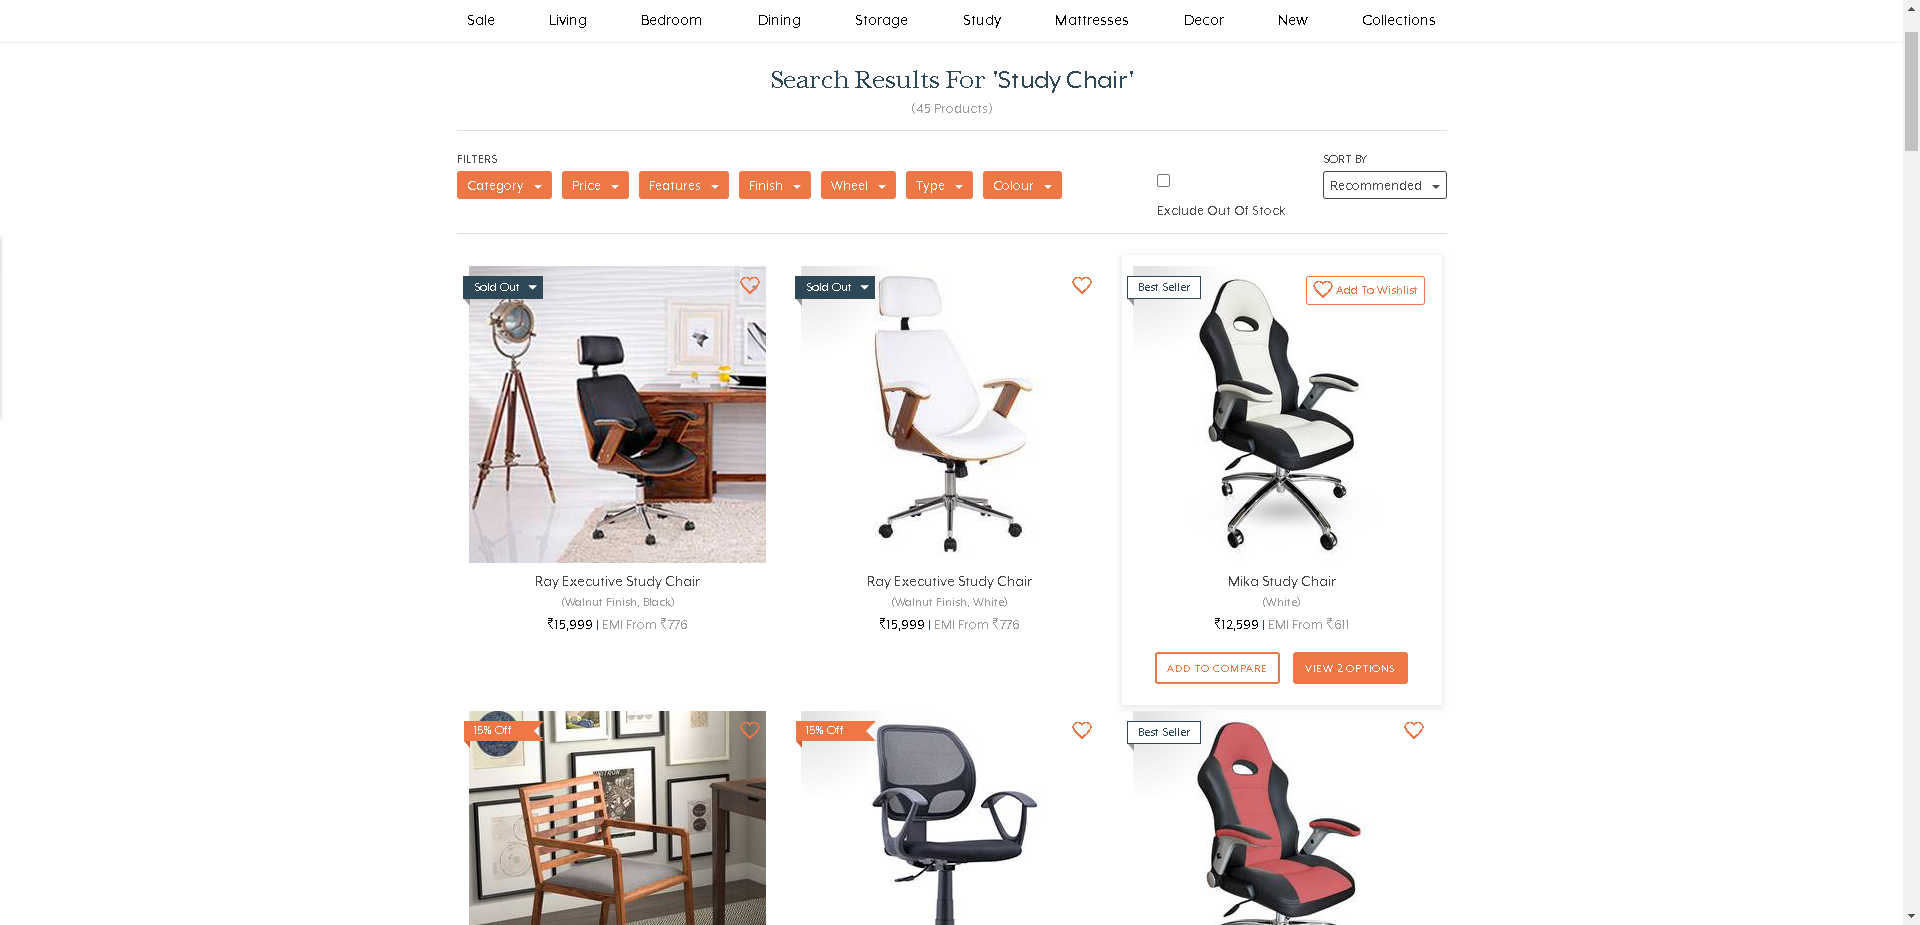 Sale Living Bedroom Dining Storage Study Mattresses Decor New Collections
Search Results For 'Study Chair'
(45 Products)
FILTERS
Category Price Features Finish Wheel Type Colour
Exclude Out Of Stock
SORT BY
Recommended
Sold Out
Ray Executive Study Chair
(Walnut Finish, Black)
₹15,999 | EMI From ₹776
Sold Out
Ray Executive Study Chair
(Walnut Finish, White)
₹15,999 | EMI From ₹776
Best Seller
Add To Wishlist
Mika Study Chair
(White)
₹12,599 | EMI From ₹611
ADD TO COMPARE
VIEW 2 OPTIONS
15% Off
15% Off
Best Seller